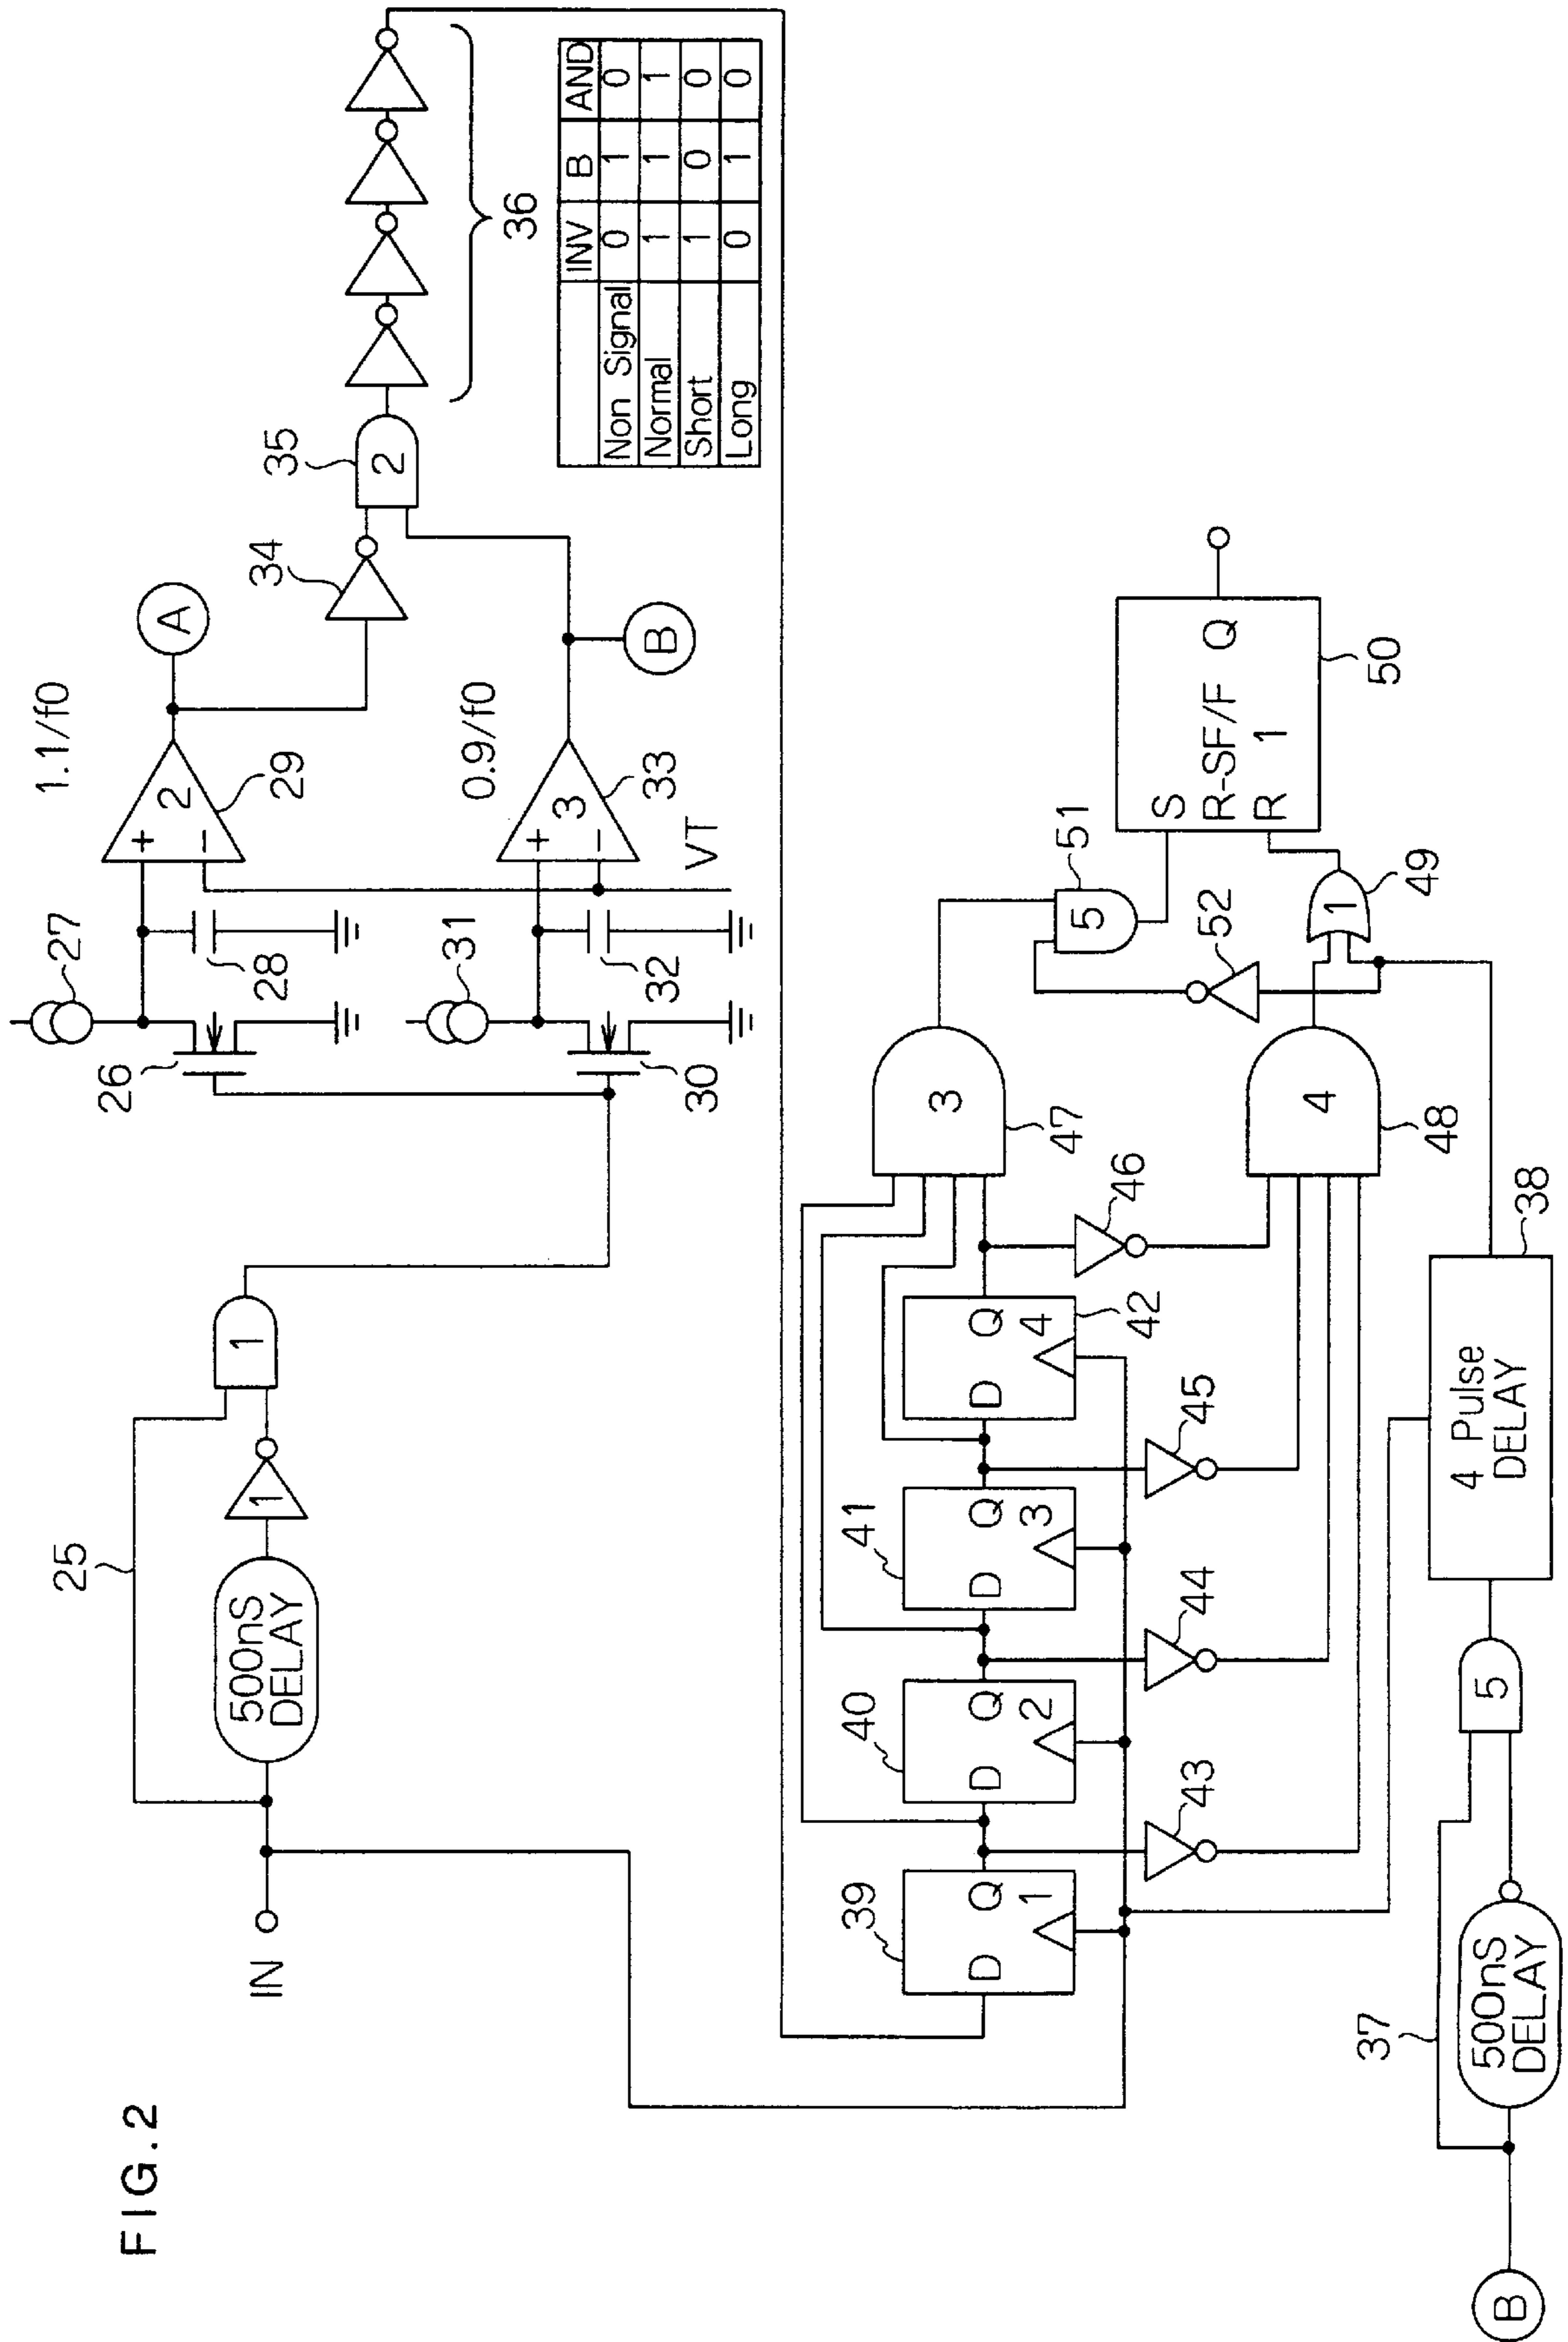 FIG.2
IN
25
500nS
DELAY
1
1
26
27
28
2
+
−
29
1.1/f0
A
30
31
32
3
+
−
33
0.9/f0
VT
B
34
35
2
36
INV B AND
Non Signal 0 1 0
Normal 1 1 1
Short 1 0 0
Long 0 1 0
39
D Q
1
40
D Q
2
41
D Q
3
42
D Q
4
43
44
45
46
3
47
4
48
51
5
52
1
49
S
R-SF/F Q
R 1
50
B
37
500nS
DELAY
5
4 Pulse
DELAY
38